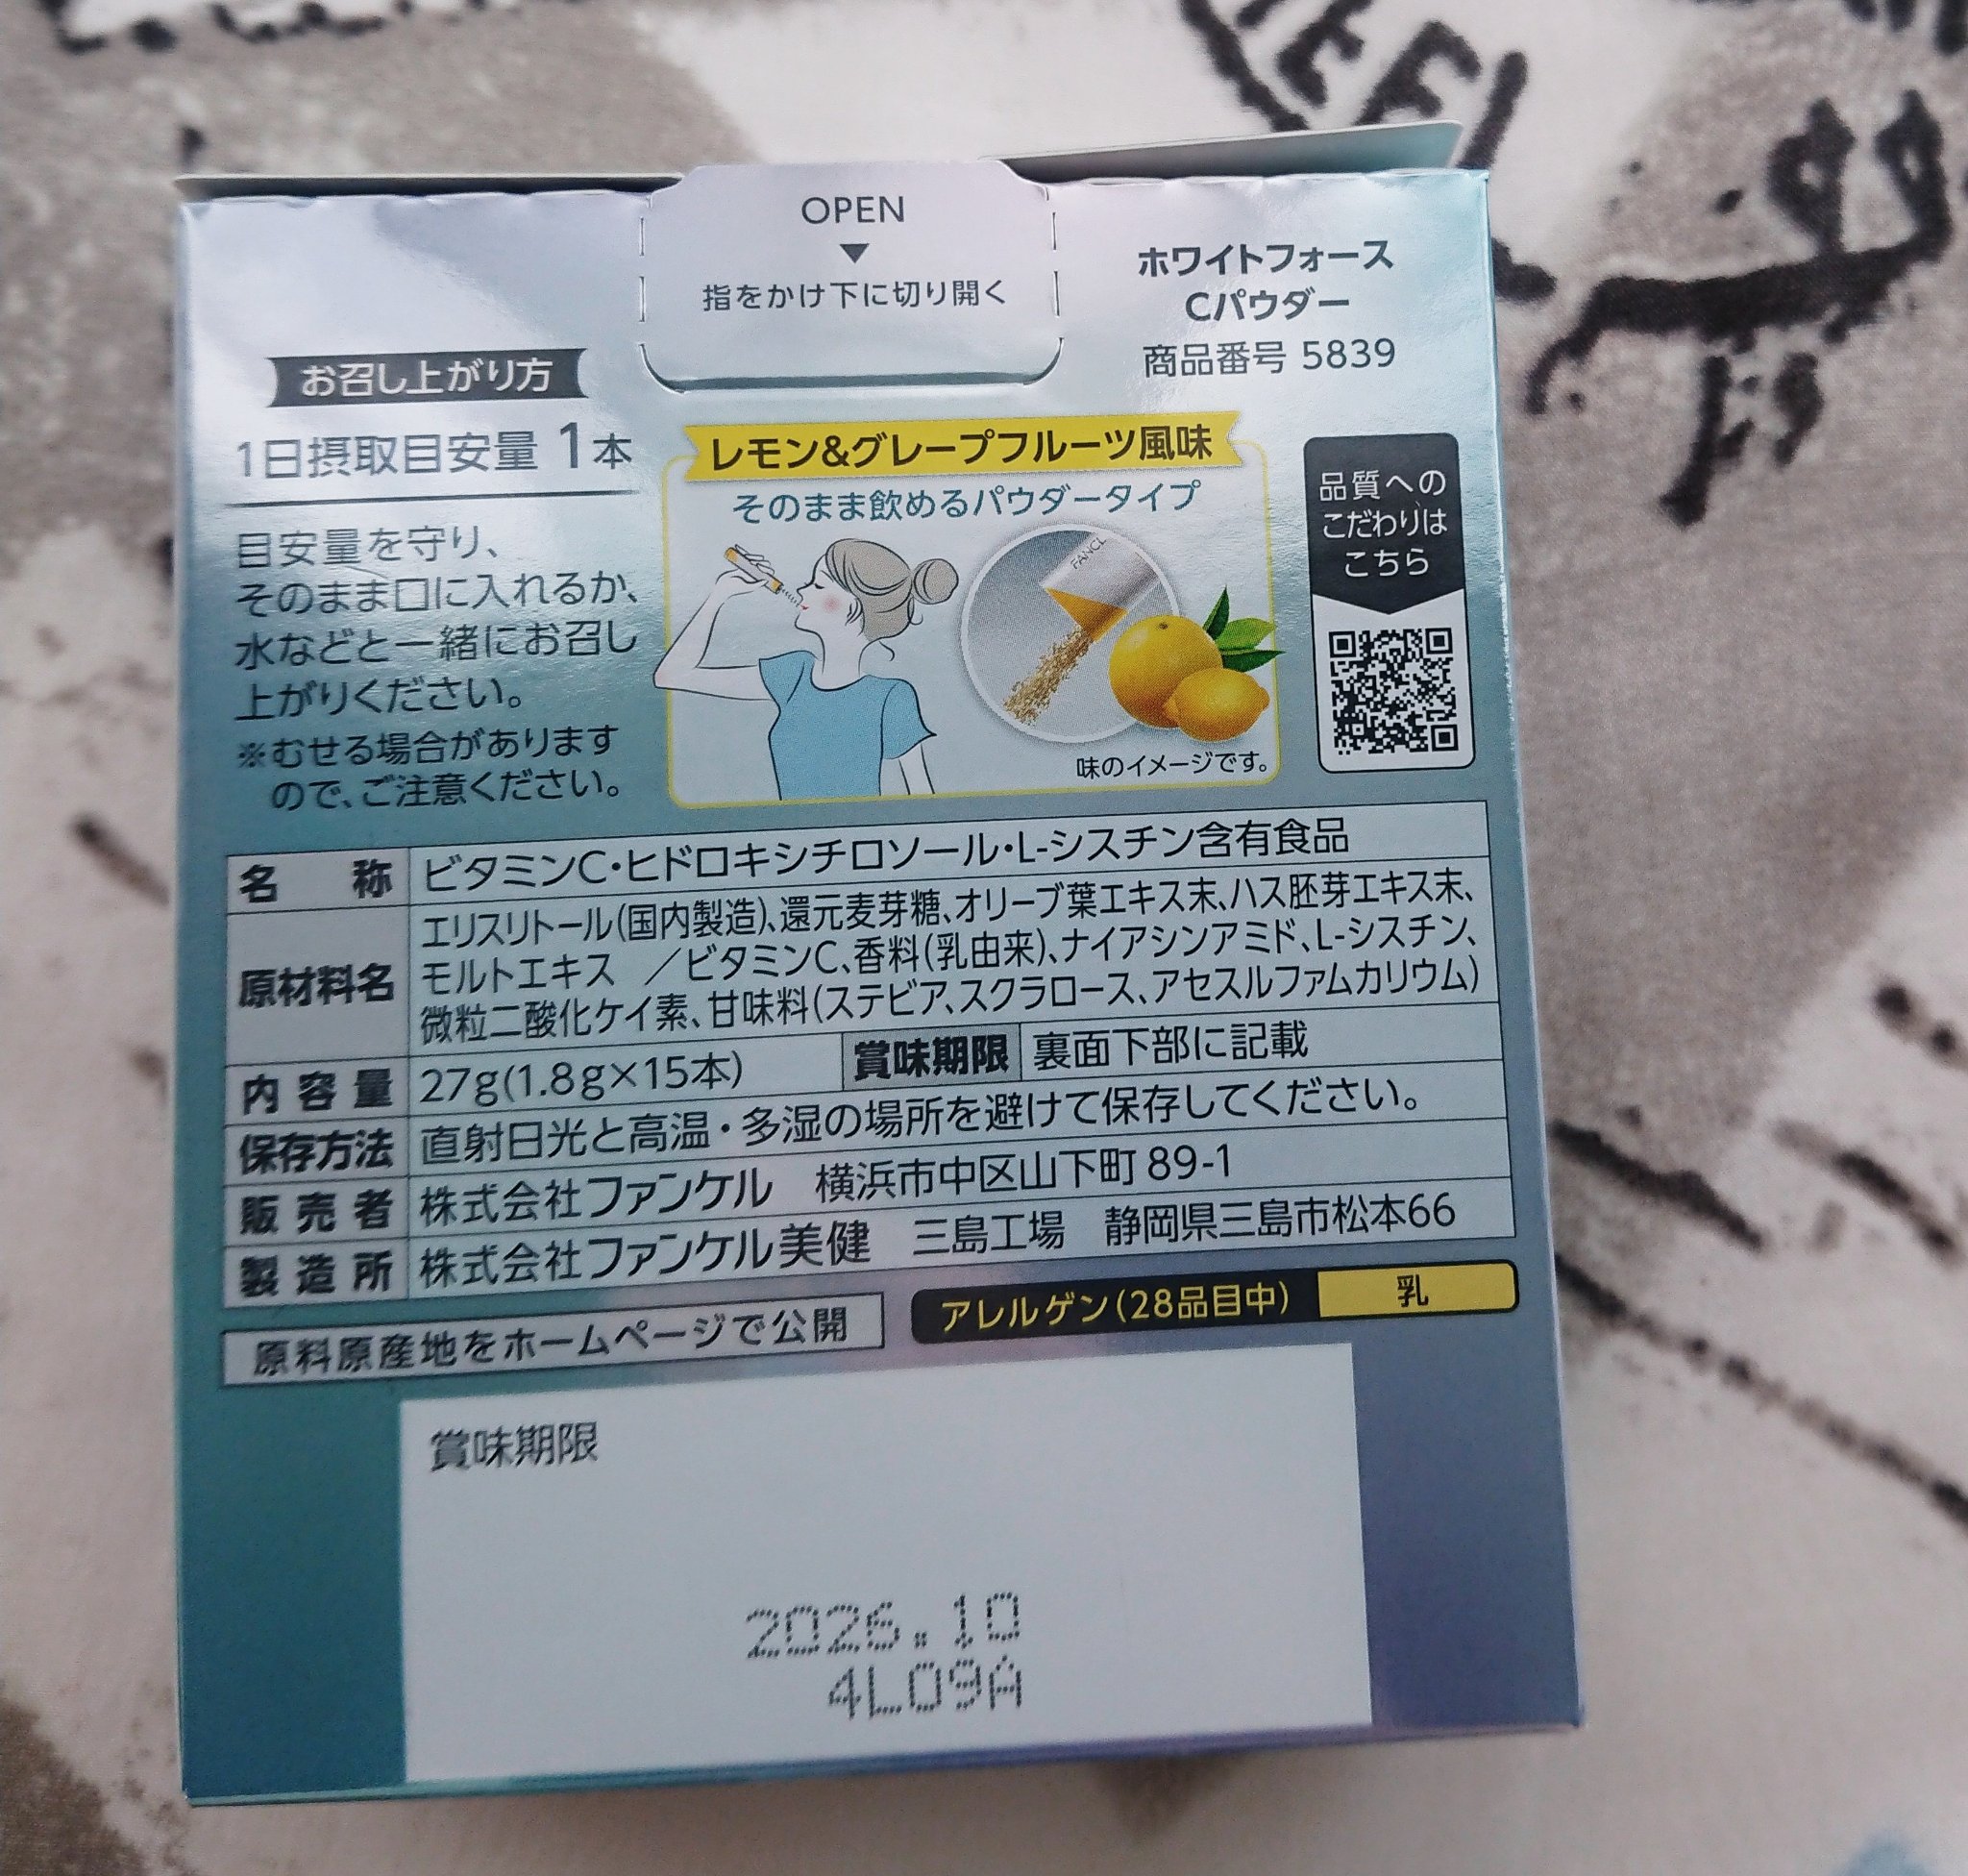 OPEN
▼
指をかけ下に切り開く
ホワイトフォース
Cパウダー
商品番号 5839
お召し上がり方
1日摂取目安量 1本
目安量を守り、
そのまま口に入れるか、
水などと一緒にお召し
上がりください。
※むせる場合があります
ので、ご注意ください。
レモン&グレープフルーツ風味
そのまま飲めるパウダータイプ
FANCL
味のイメージです。
品質への
こだわりは
こちら
名称 ビタミンC・ヒドロキシチロソール・L-シスチン含有食品
原材料名 エリスリトール(国内製造)、還元麦芽糖、オリーブ葉エキス末、ハス胚芽エキス末、
モルトエキス ／ビタミンC、香料(乳由来)、ナイアシンアミド、L-シスチン、
微粒二酸化ケイ素、甘味料(ステビア、スクラロース、アセスルファムカリウム)
内容量 27g(1.8g×15本) 賞味期限 裏面下部に記載
保存方法 直射日光と高温・多湿の場所を避けて保存してください。
販売者 株式会社ファンケル 横浜市中区山下町89-1
製造所 株式会社ファンケル美健 三島工場 静岡県三島市松本66
原料原産地をホームページで公開
アレルゲン(28品目中) 乳
賞味期限
2026.10
4L09A